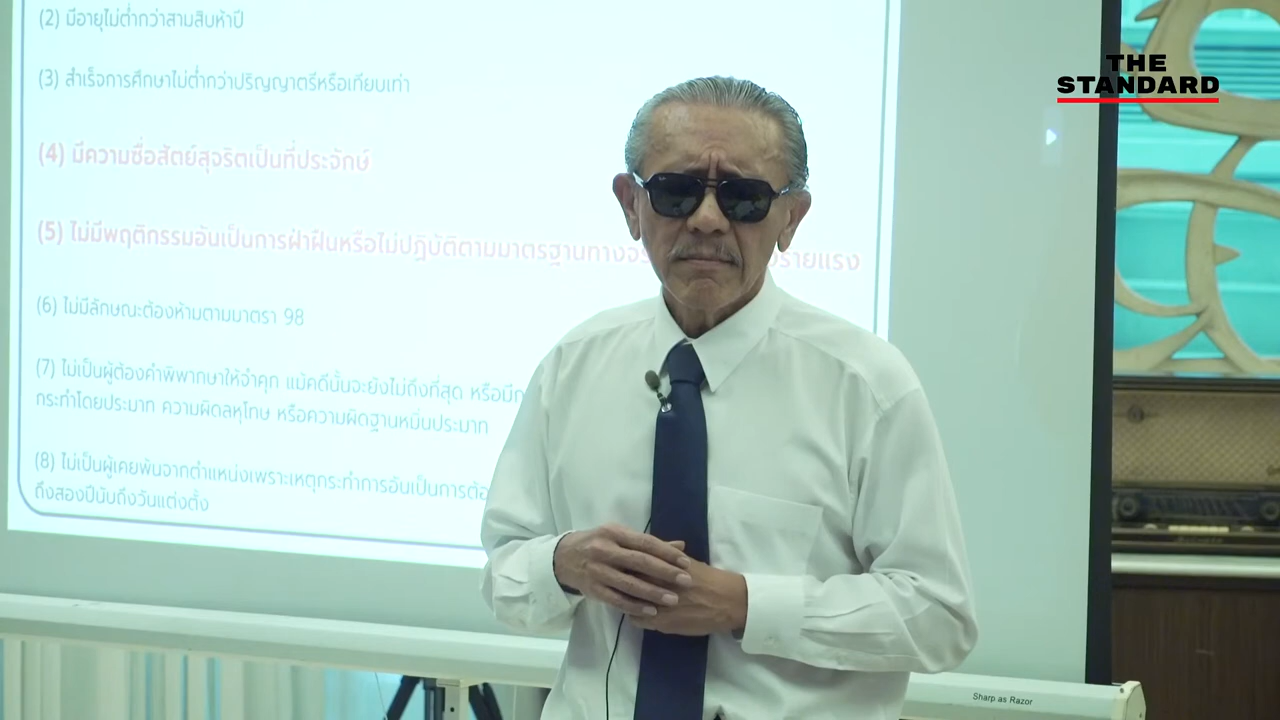 (2) มีอายุไม่ต่ำกว่าสามสิบห้าปี
(3) สำเร็จการศึกษาไม่ต่ำกว่าปริญญาตรีหรือเทียบเท่า
(4) มีความซื่อสัตย์สุจริตเป็นที่ประจักษ์
(5) ไม่มีพฤติกรรมอันเป็นการฝ่าฝืนหรือไม่ปฏิบัติตามมาตรฐานทางจริ ร้ายแรง
(6) ไม่มีลักษณะต้องห้ามตามมาตรา 98
(7) ไม่เป็นผู้ต้องคำพิพากษาให้จำคุก แม้คดีนั้นจะยังไม่ถึงที่สุด หรือมี
กระทำโดยประมาท ความผิดลหุโทษ หรือความผิดฐานหมิ่นประมาท
(8) ไม่เป็นผู้เคยพ้นจากตำแหน่งเพราะเหตุกระทำการอันเป็นการต้อ
ถึงสองปีนับถึงวันแต่งตั้ง
THE
STANDARD
Ray-Ban
Sharp as Razor